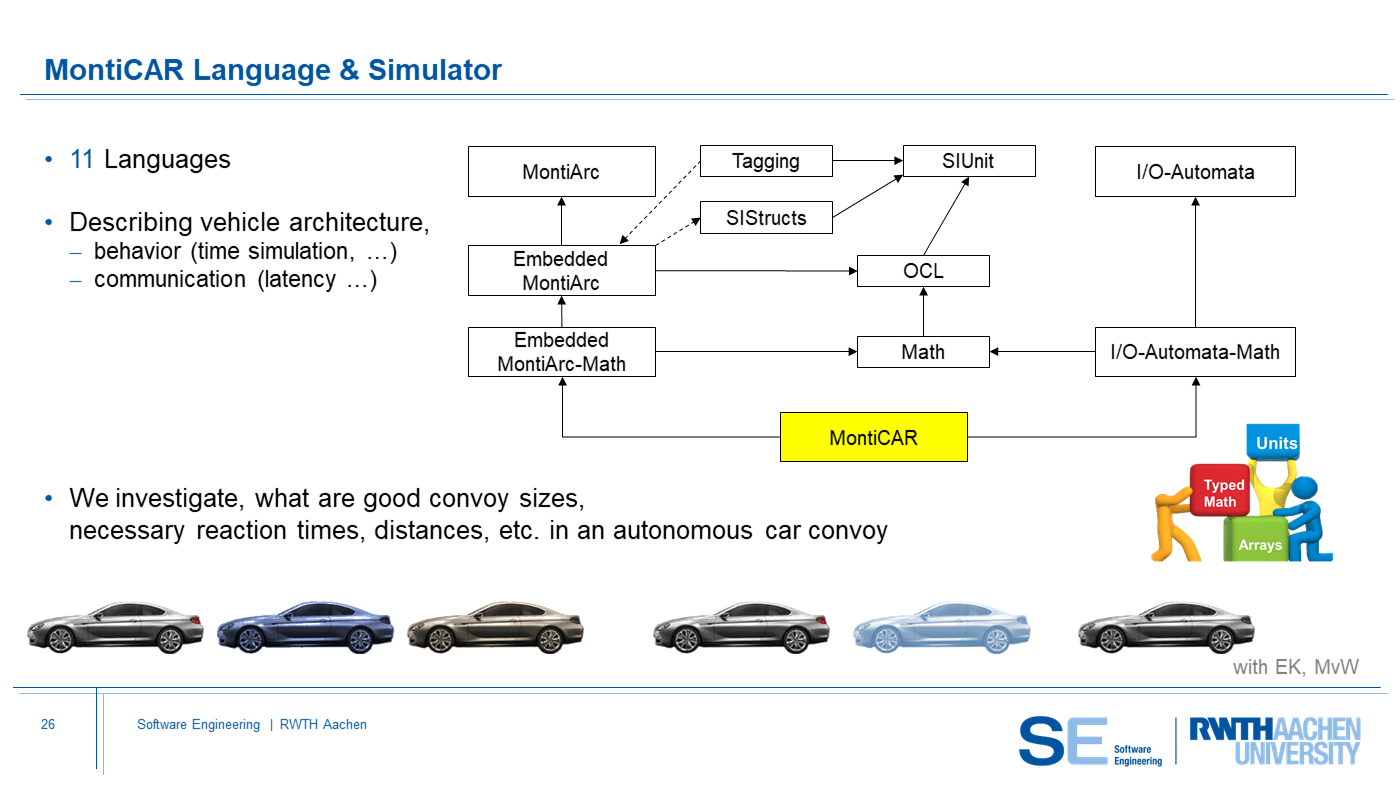 MontiCAR Language & Simulator
• 11 Languages
• Describing vehicle architecture,
– behavior (time simulation, …)
– communication (latency …)
MontiArc
Tagging
SIUnit
I/O-Automata
SIStructs
Embedded
MontiArc
OCL
Embedded
MontiArc-Math
Math
I/O-Automata-Math
MontiCAR
Units
Typed
Math
Arrays
• We investigate, what are good convoy sizes,
necessary reaction times, distances, etc. in an autonomous car convoy
with EK, MvW
26
Software Engineering | RWTH Aachen
SE Software
Engineering
RWTHAACHEN
UNIVERSITY